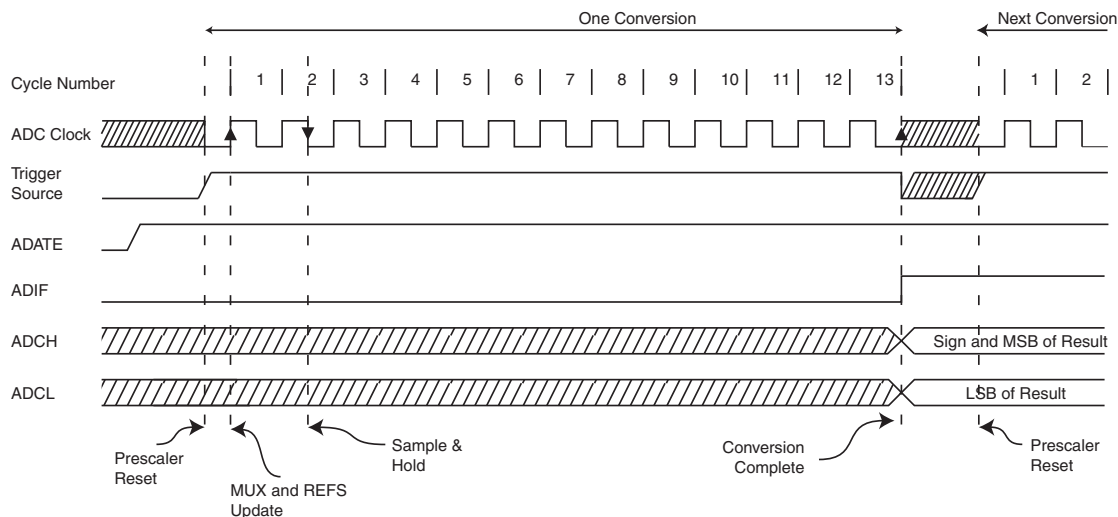 One Conversion
Next Conversion
Cycle Number
1 2 3 4 5 6 7 8 9 10 11 12 13 1 2
ADC Clock
Trigger
Source
ADATE
ADIF
ADCH
Sign and MSB of Result
ADCL
LSB of Result
Prescaler
Reset
MUX and REFS
Update
Sample &
Hold
Conversion
Complete
Prescaler
Reset